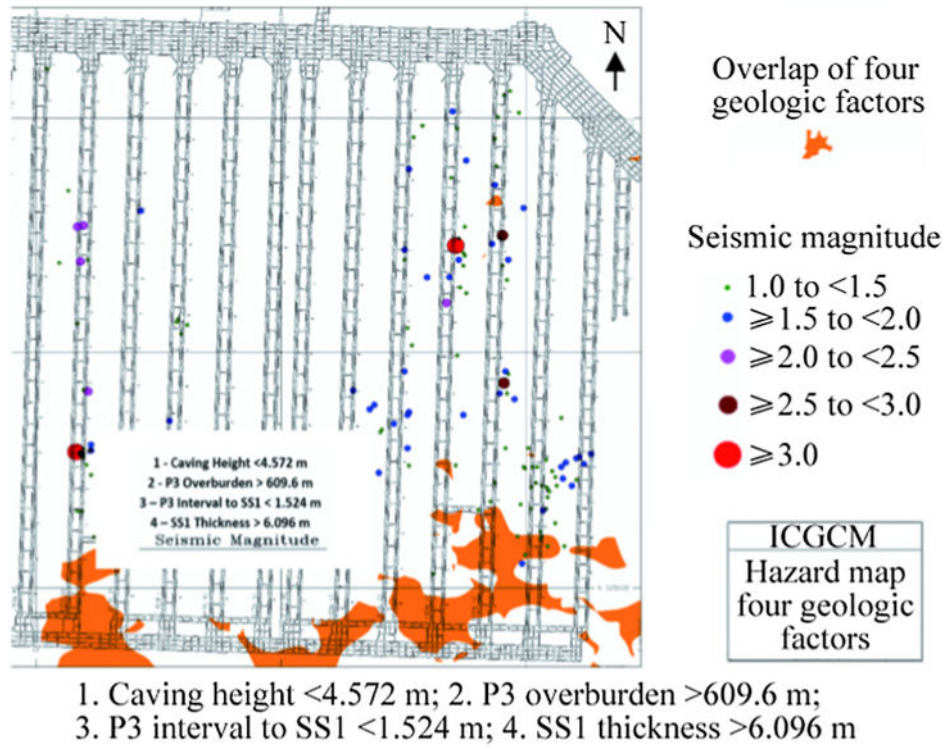 N
Overlap of four
geologic factors
Seismic magnitude
1.0 to <1.5
⩾1.5 to <2.0
⩾2.0 to <2.5
⩾2.5 to <3.0
⩾3.0
1 - Caving Height <4.572 m
2 - P3 Overburden > 609.6 m
3 – P3 Interval to SS1 < 1.524 m
4 – SS1 Thickness > 6.096 m
Seismic Magnitude
ICGCM
Hazard map
four geologic
factors
1. Caving height <4.572 m; 2. P3 overburden >609.6 m;
3. P3 interval to SS1 <1.524 m; 4. SS1 thickness >6.096 m